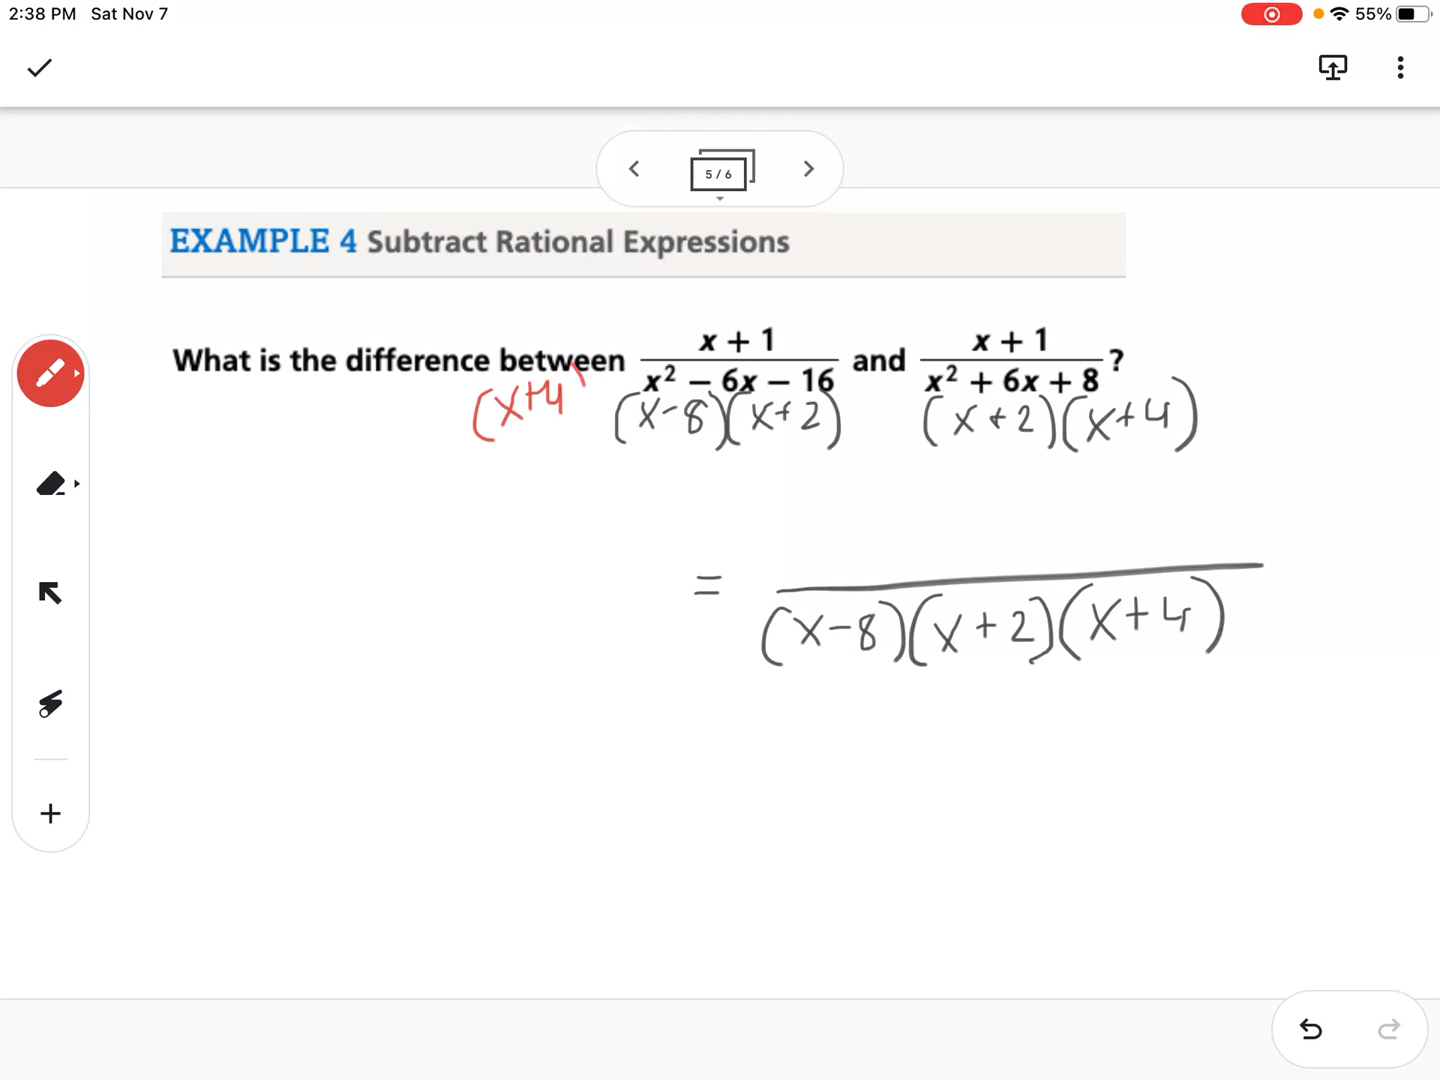 2:38 PM Sat Nov 7
55%
5 / 6
EXAMPLE 4 Subtract Rational Expressions
What is the difference between (x + 1)/(x² − 6x − 16) and (x + 1)/(x² + 6x + 8)?
(x+4) (x-8)(x+2) (x+2)(x+4)
= /(x-8)(x+2)(x+4)